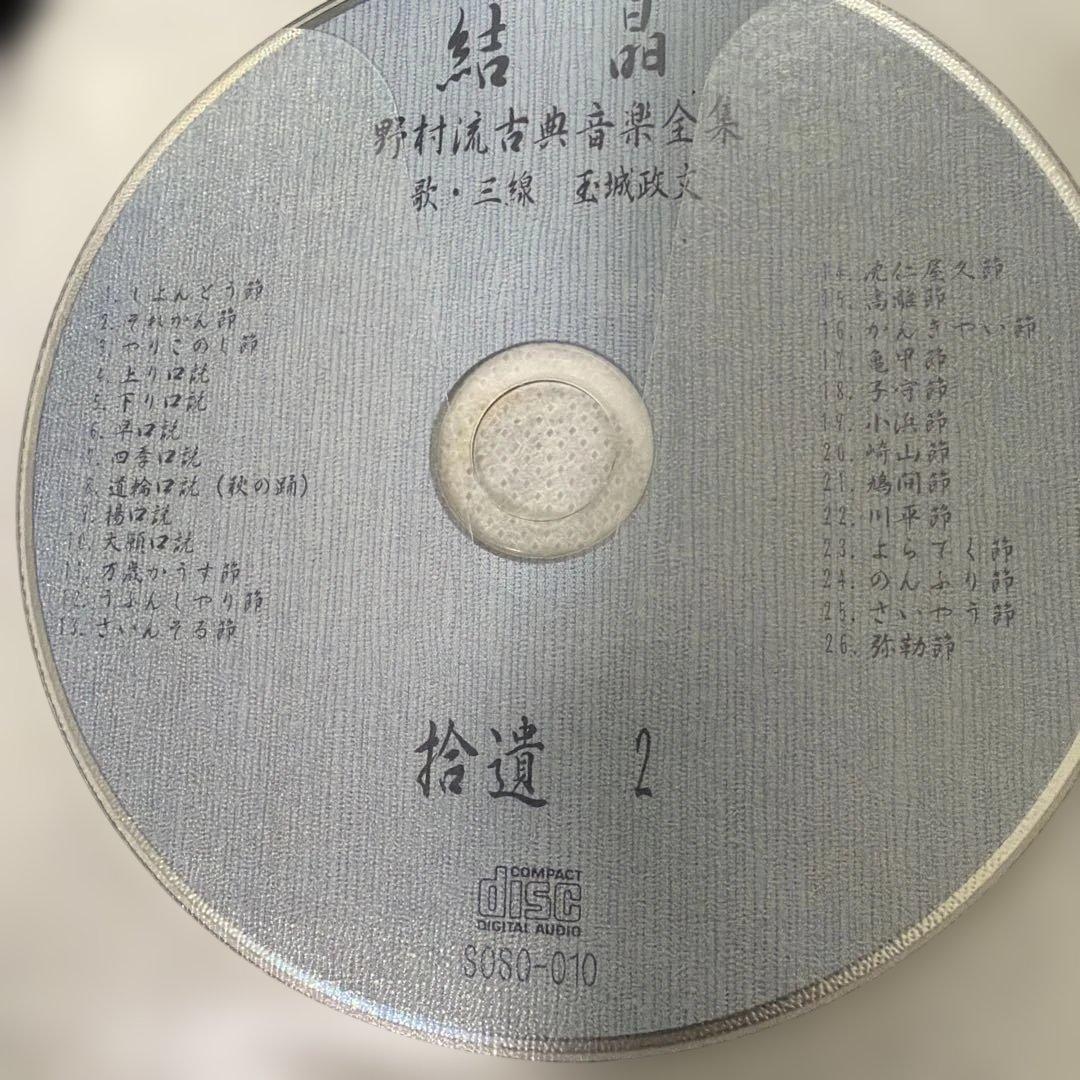 結 晶
野村流古典音楽全集
歌・三線 玉城政文
1. しよんどう節
2. それかん節
3. やりこのし節
4. 上り口説
5. 下り口説
6. 早口説
7. 四季口説
8. 道輪口説 (秋の踊)
9. 揚口説
10. 大願口説
11. 万歳かうす節
12. うふんしやり節
13. さいんそる節
14. 虎仁屋久節
15. 高離節
16. かんきやい節
17. 亀甲節
18. 子守節
19. 小浜節
20. 崎山節
21. 鳩間節
22. 川平節
23. よらてく節
24. のんふり節
25. さいやう節
26. 弥勒節
拾遺 2
COMPACT
disc
DIGITAL AUDIO
SOSO-010